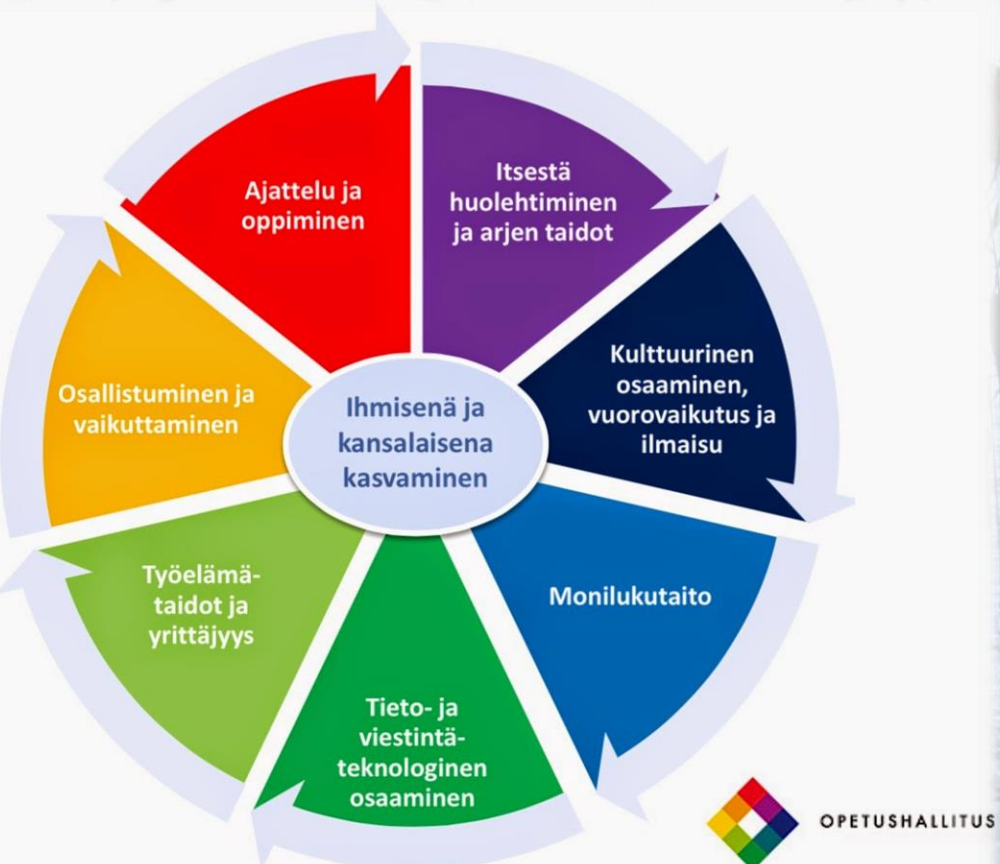 Ajattelu ja
oppiminen
Itsestä
huolehtiminen
ja arjen taidot
Kulttuurinen
osaaminen,
vuorovaikutus ja
ilmaisu
Monilukutaito
Tieto- ja
viestintä-
teknologinen
osaaminen
Työelämä-
taidot ja
yrittäjyys
Osallistuminen ja
vaikuttaminen
Ihmisenä ja
kansalaisena
kasvaminen
OPETUSHALLITUS